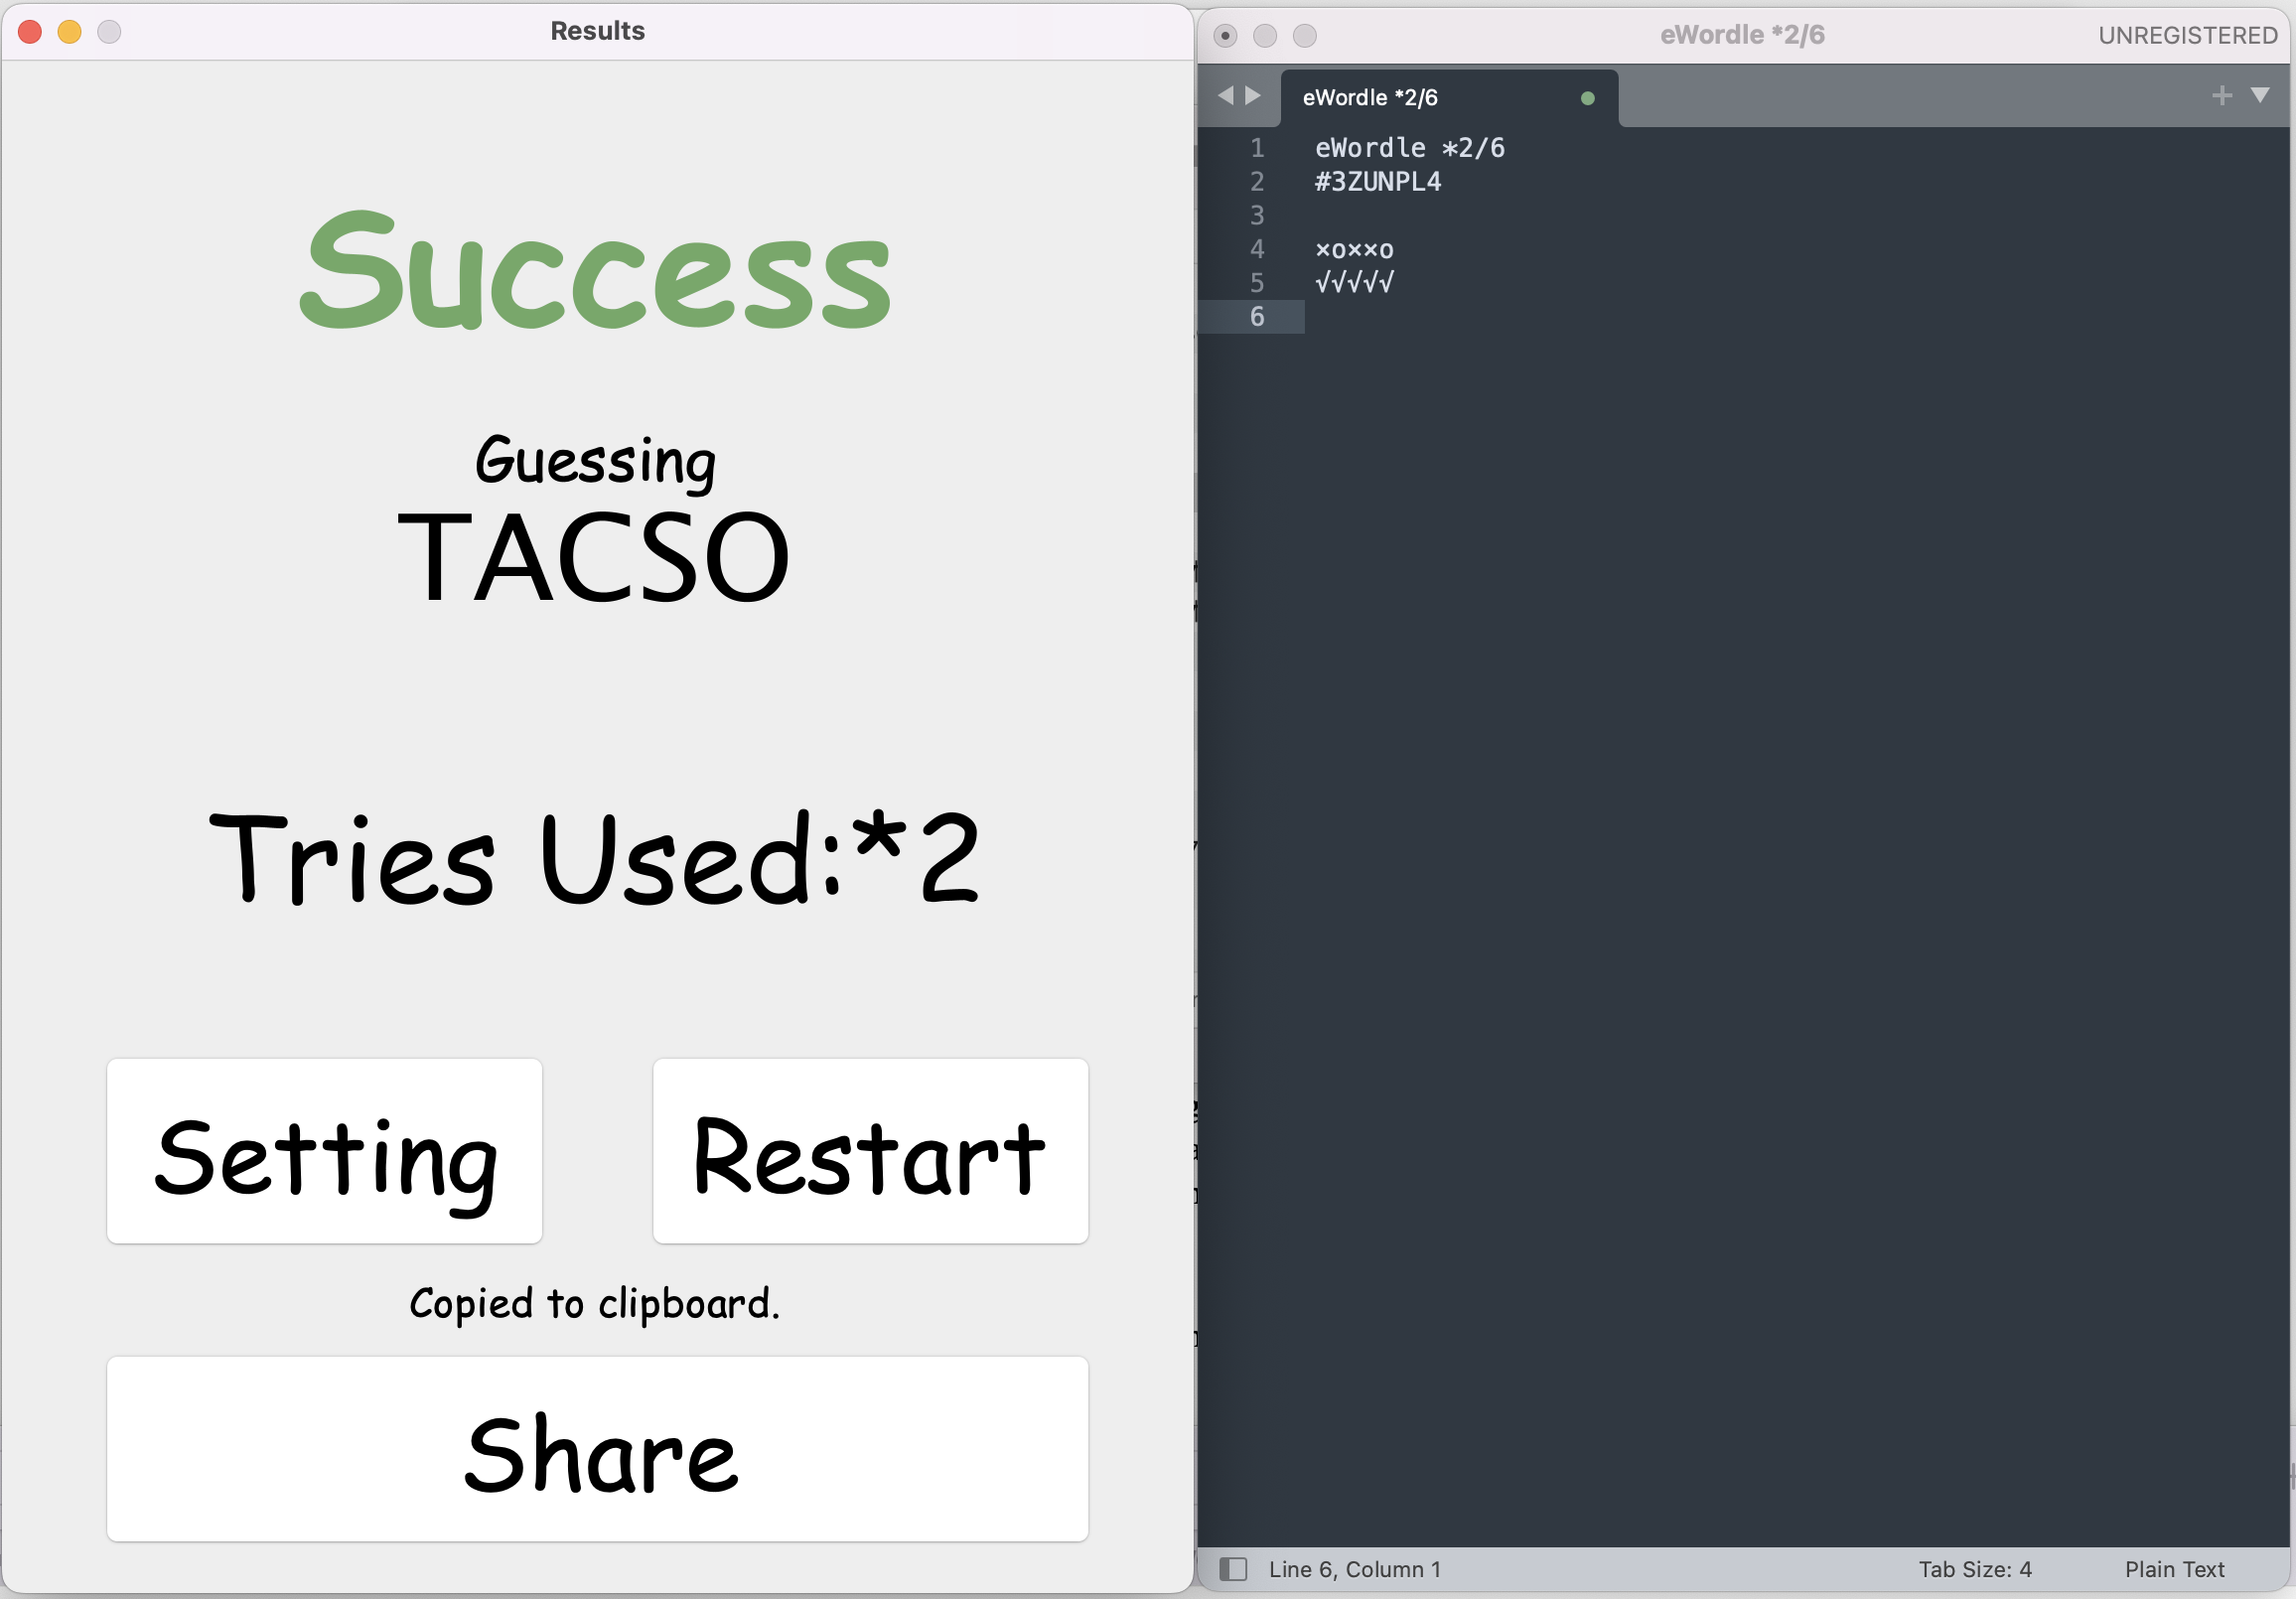 Results
Success
Guessing
TACSO
Tries Used:*2
Setting
Restart
Copied to clipboard.
Share
eWordle *2/6
UNREGISTERED
eWordle *2/6
1 eWordle *2/6
2 #3ZUNPL4
3
4 ×o××o
5 √√√√√
6
Line 6, Column 1
Tab Size: 4
Plain Text